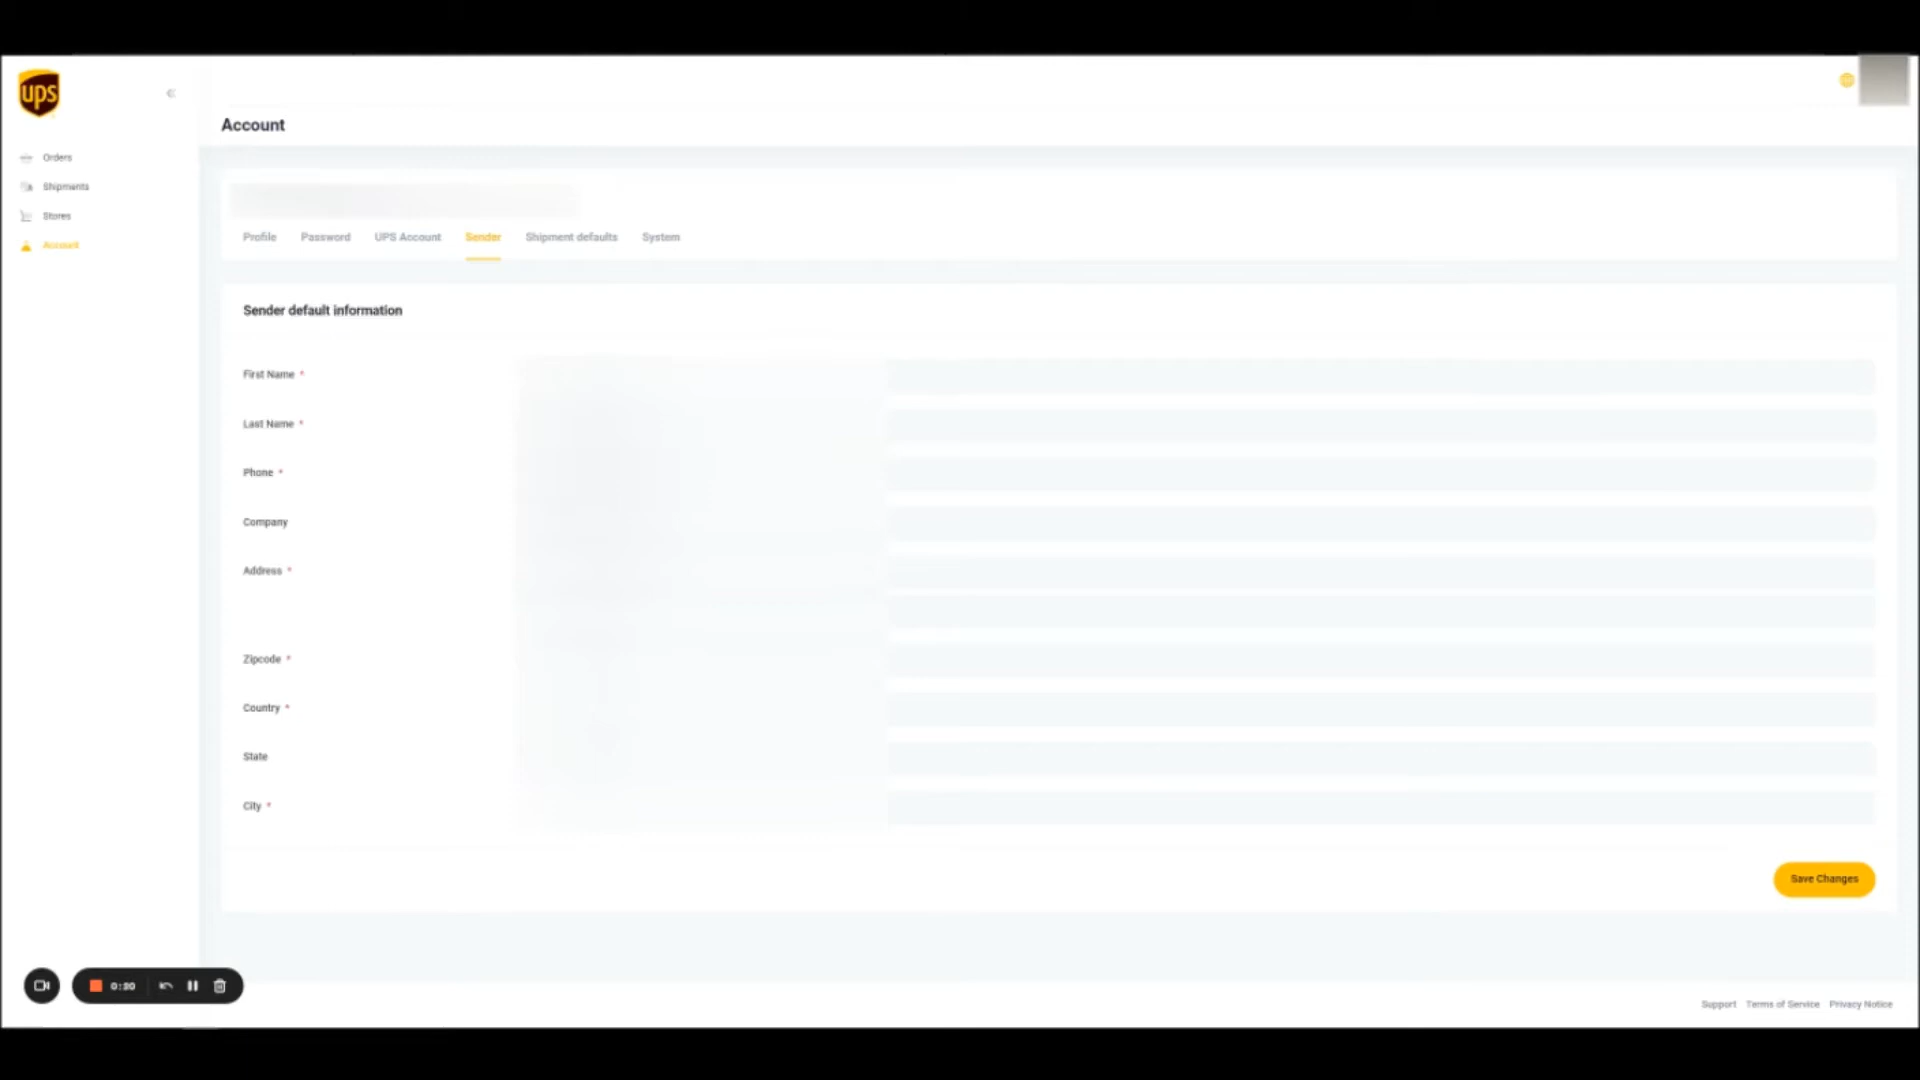 ups
Account
Orders
Shipments
Stores
Account
Profile Password UPS Account Sender Shipment defaults System
Sender default information
First Name *
Last Name *
Phone *
Company
Address *
Zipcode *
Country *
State
City *
Save Changes
0:20
Support Terms of Service Privacy Notice